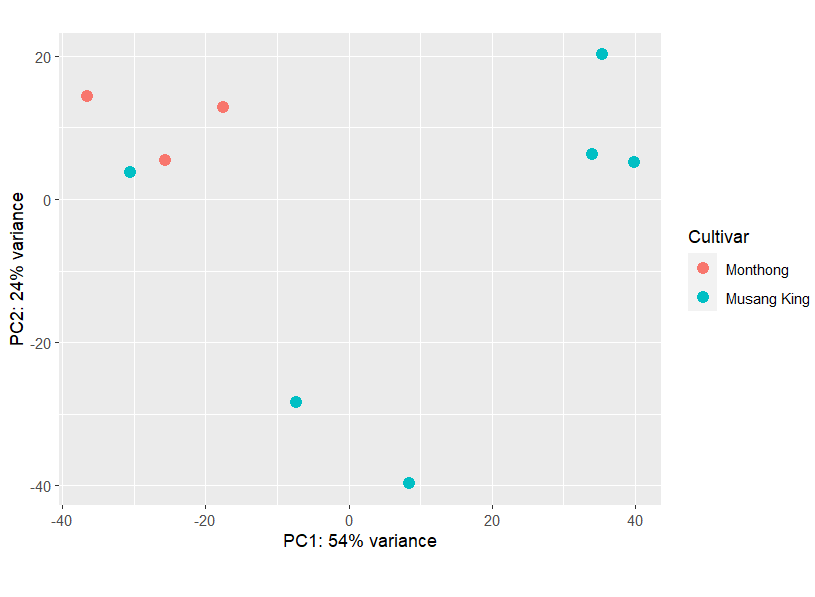 20
0
-20
-40
PC2: 24% variance
-40
-20
0
20
40
PC1: 54% variance
Cultivar
Monthong
Musang King